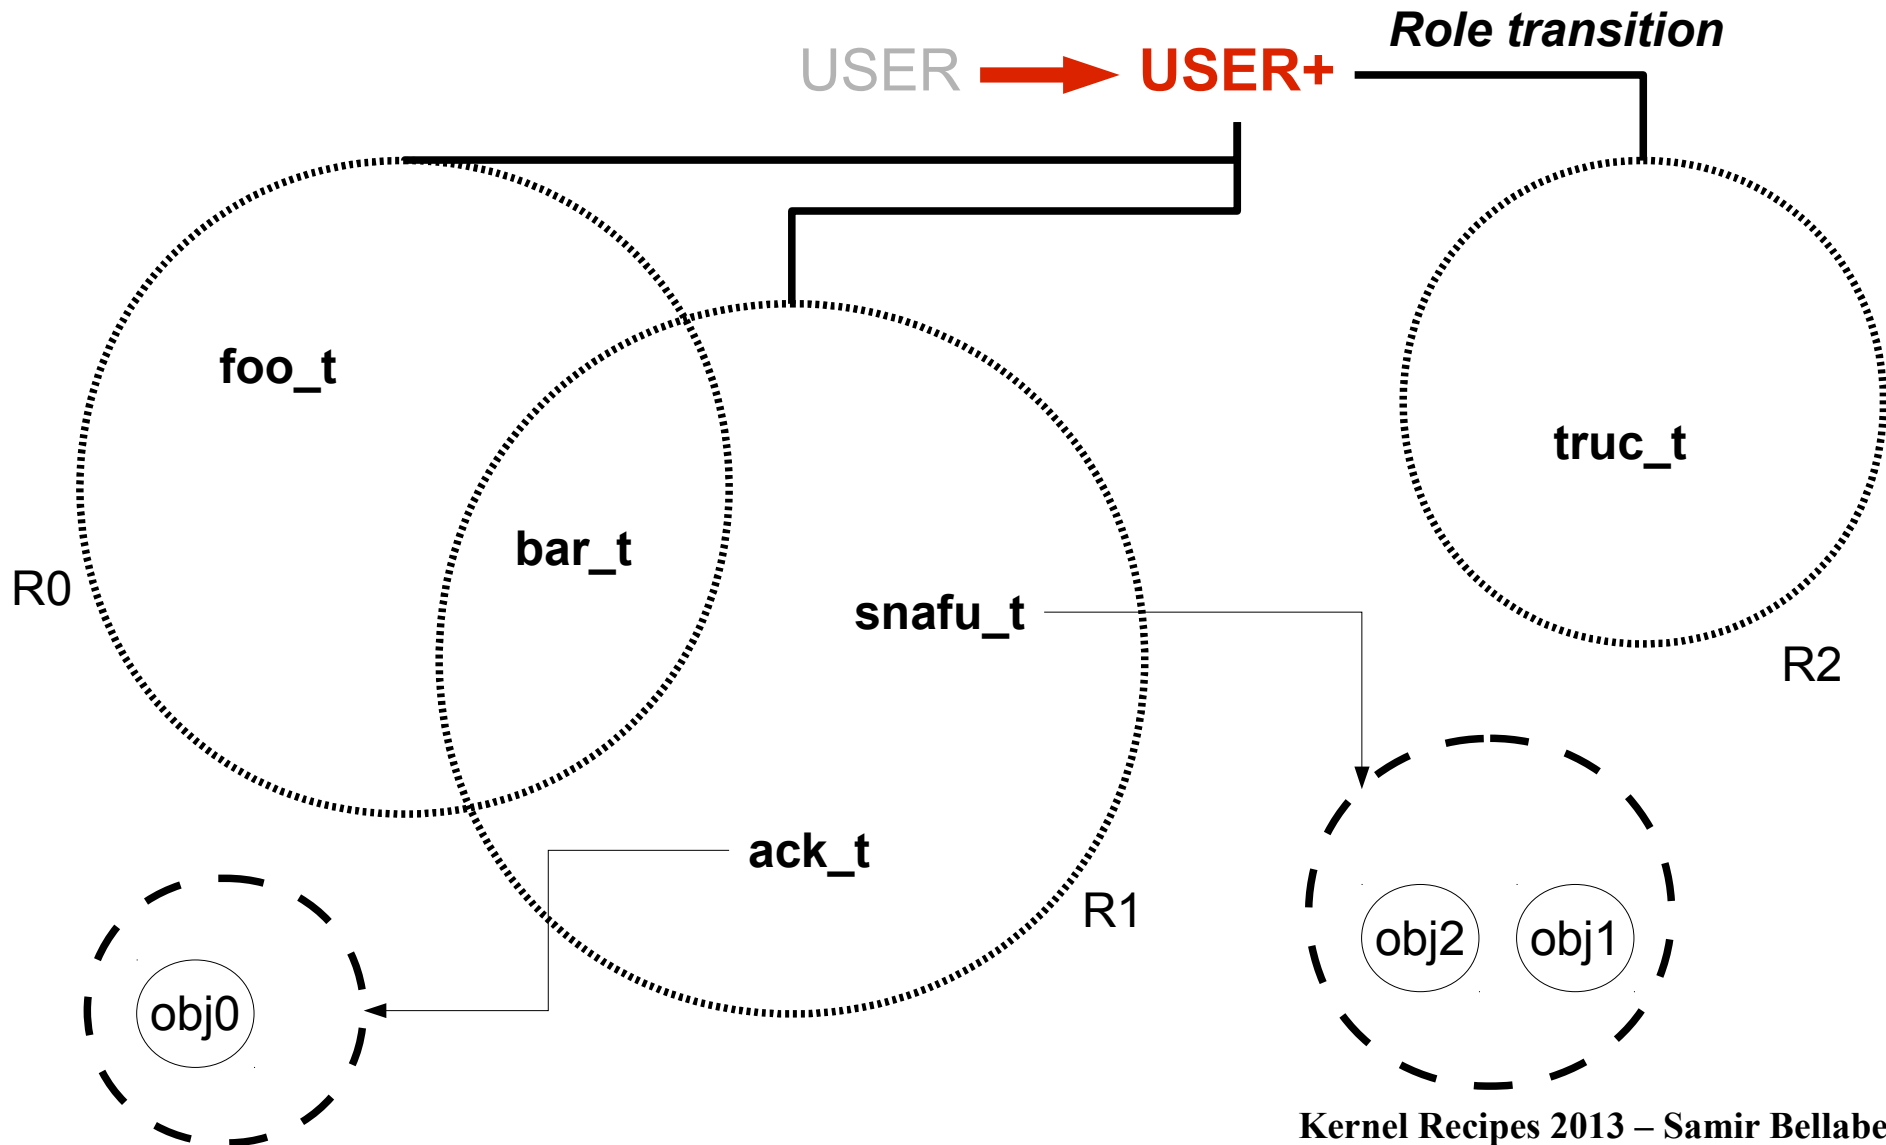 Role transition
USER
USER+
foo_t
truc_t
bar_t
R0
snafu_t
R2
ack_t
R1
obj2
obj1
obj0
Kernel Recipes 2013 – Samir Bellabe